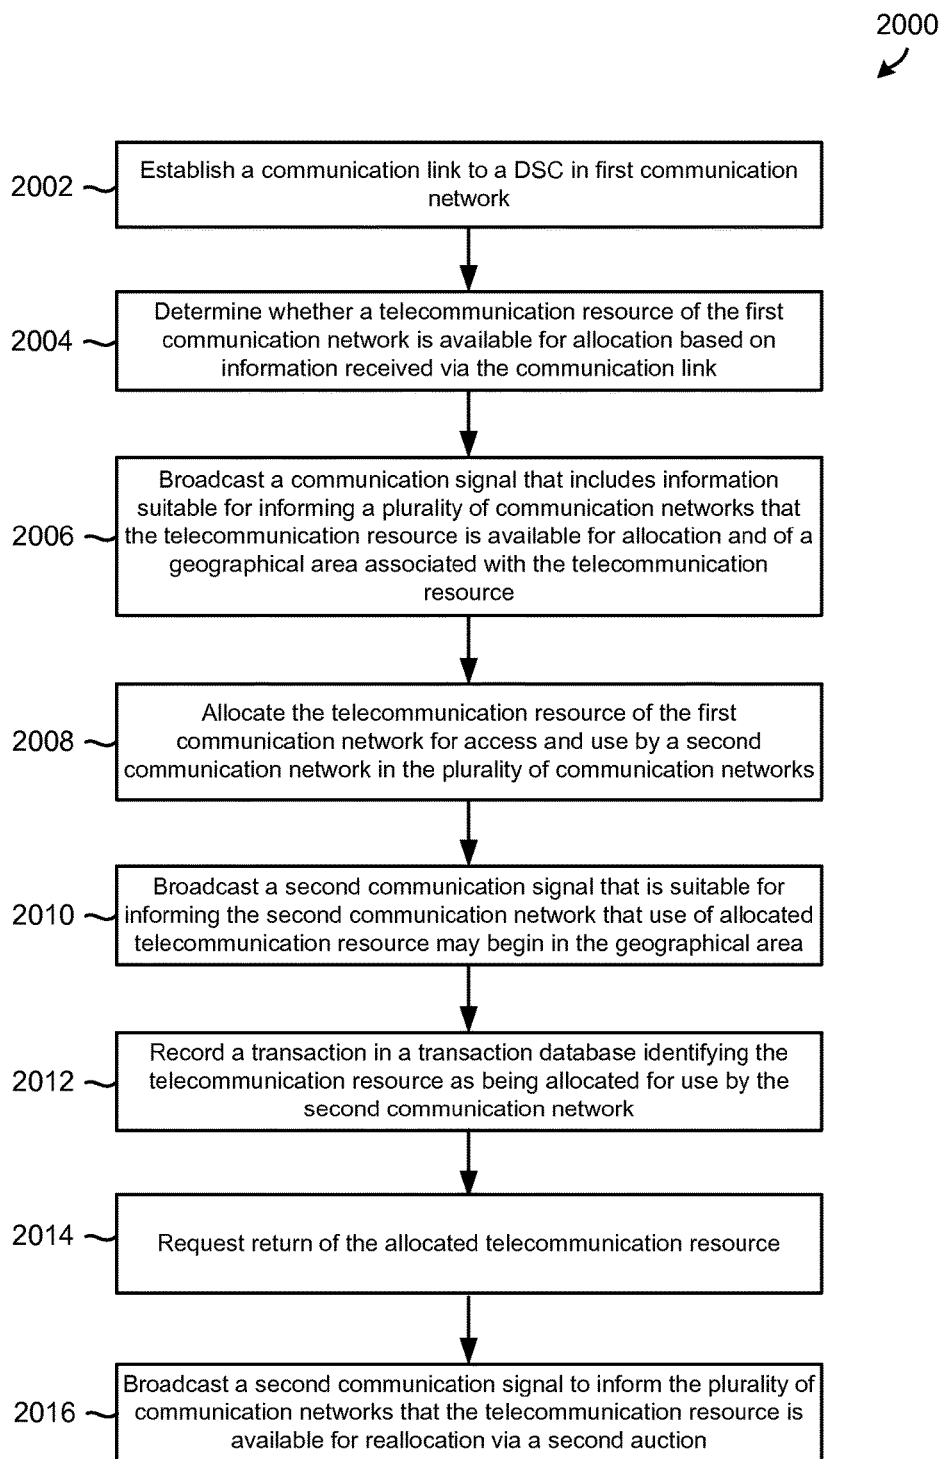 2000
2002
Establish a communication link to a DSC in first communication
network
2004
Determine whether a telecommunication resource of the first
communication network is available for allocation based on
information received via the communication link
2006
Broadcast a communication signal that includes information
suitable for informing a plurality of communication networks that
the telecommunication resource is available for allocation and of a
geographical area associated with the telecommunication
resource
2008
Allocate the telecommunication resource of the first
communication network for access and use by a second
communication network in the plurality of communication networks
2010
Broadcast a second communication signal that is suitable for
informing the second communication network that use of allocated
telecommunication resource may begin in the geographical area
2012
Record a transaction in a transaction database identifying the
telecommunication resource as being allocated for use by the
second communication network
2014
Request return of the allocated telecommunication resource
2016
Broadcast a second communication signal to inform the plurality of
communication networks that the telecommunication resource is
available for reallocation via a second auction